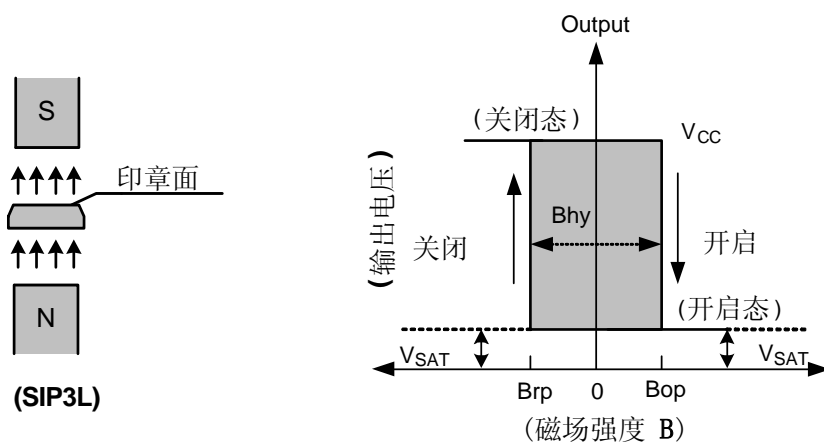 S
印章面
N
(SIP3L)
Output
(关闭态)
VCC
(输出电压)
Bhy
关闭
开启
(开启态)
VSAT
VSAT
Brp
0
Bop
(磁场强度 B)